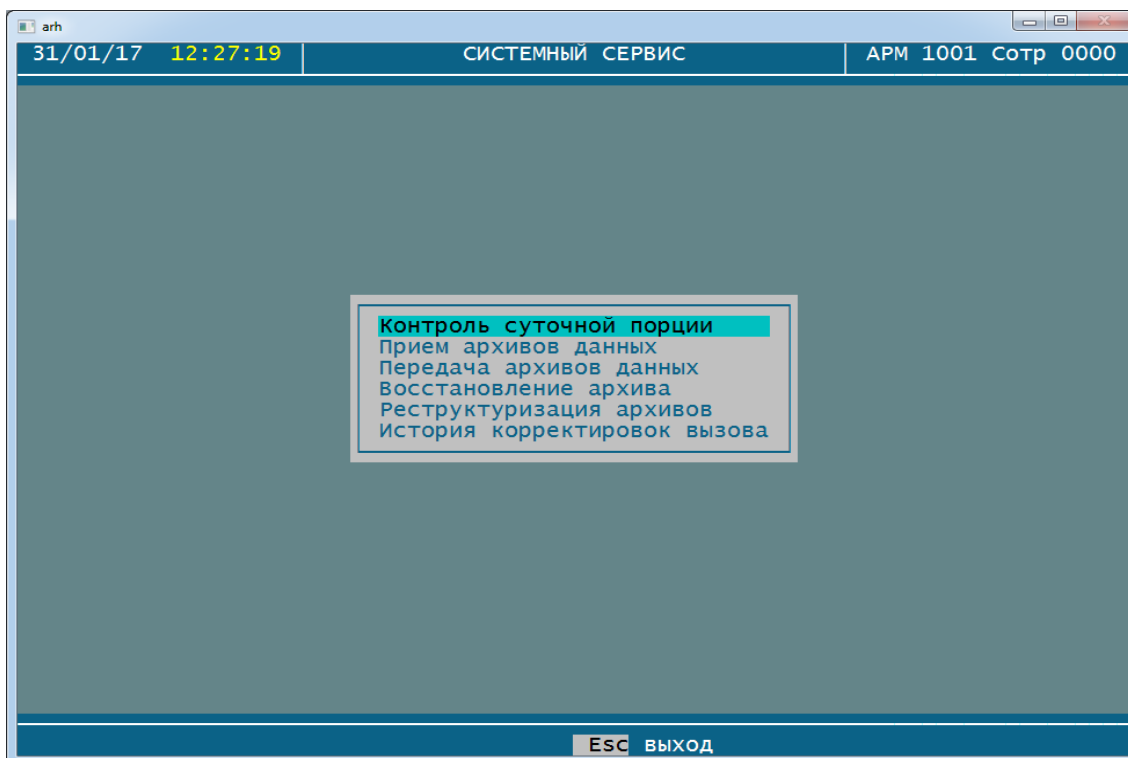 arh
31/01/17 12:27:19 СИСТЕМНЫЙ СЕРВИС АРМ 1001 Сотр 0000
Контроль суточной порции
Прием архивов данных
Передача архивов данных
Восстановление архива
Реструктуризация архивов
История корректировок вызова
Esc выход